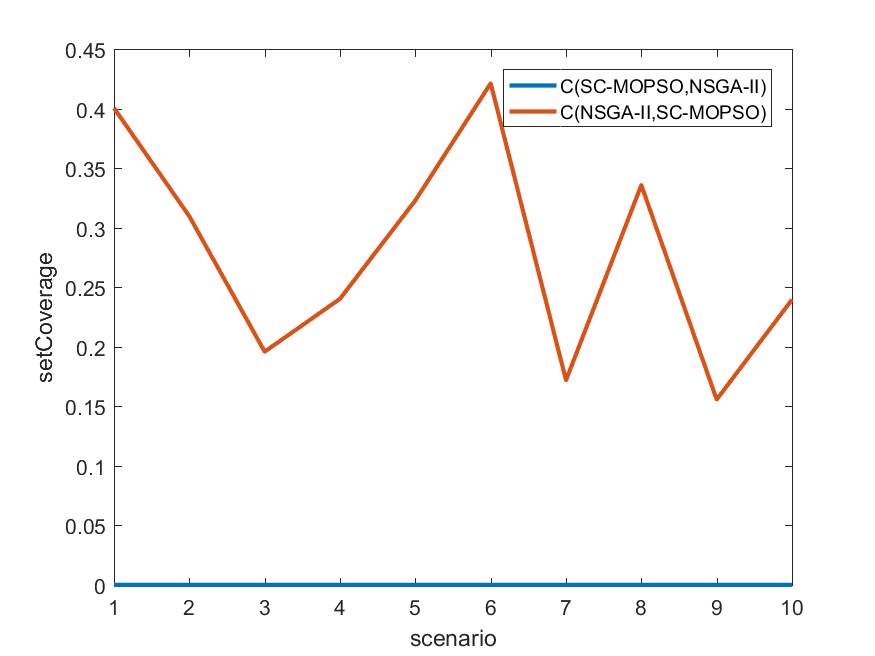 0.45
0.4
0.35
0.3
0.25
0.2
0.15
0.1
0.05
0
setCoverage
C(SC-MOPSO,NSGA-II)
C(NSGA-II,SC-MOPSO)
1 2 3 4 5 6 7 8 9 10
scenario